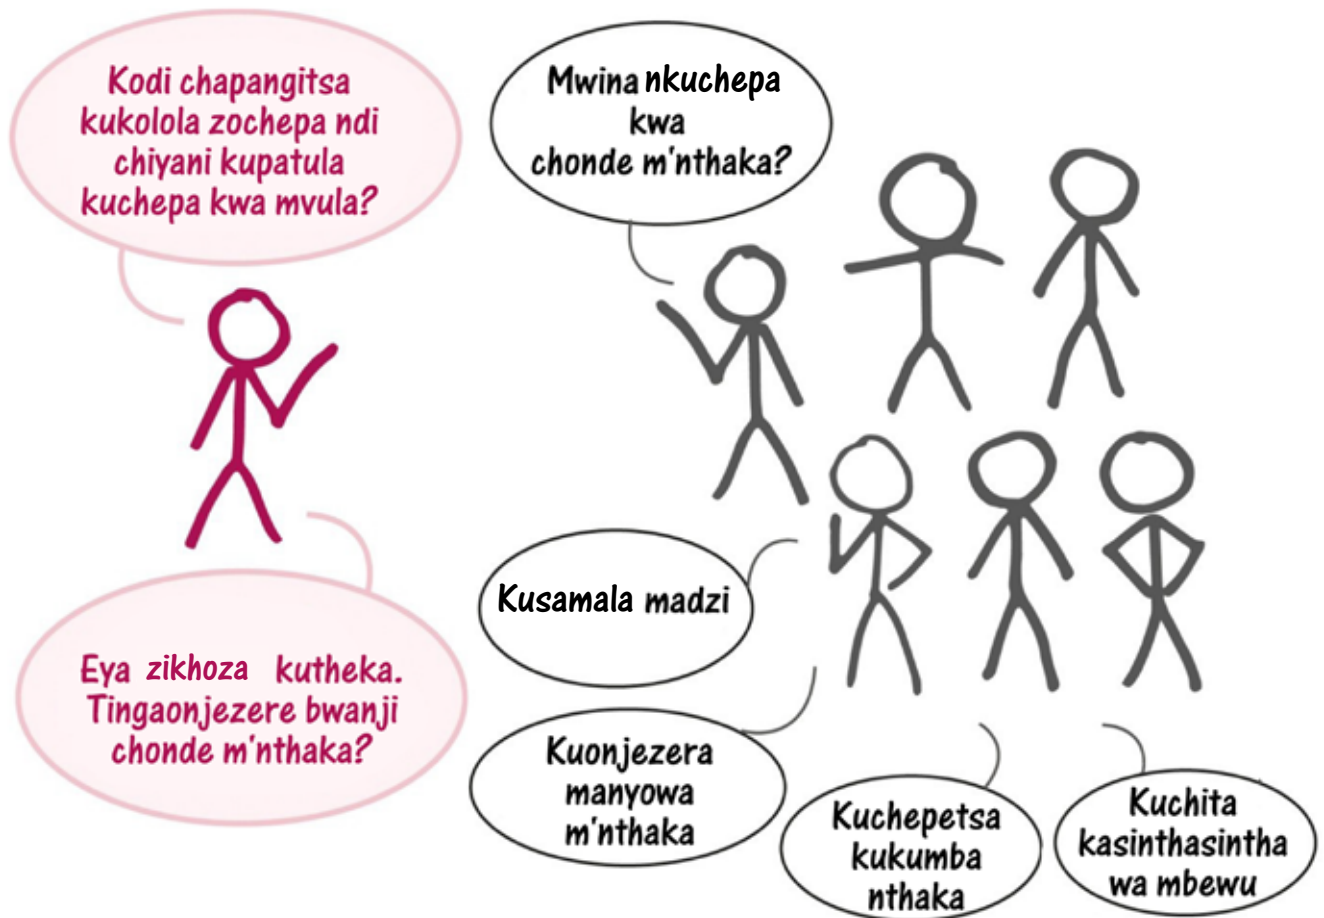 Kodi chapangitsa
kukolola zochepa ndi
chiyani kupatula
kuchepa kwa mvula?
Mwina nkuchepa
kwa
chonde m'nthaka?
Eya zikhoza kutheka.
Tingaonjezere bwanji
chonde m'nthaka?
Kusamala madzi
Kuonjezera
manyowa
m'nthaka
Kuchepetsa
kukumba
nthaka
Kuchita
kasinthasintha
wa mbewu